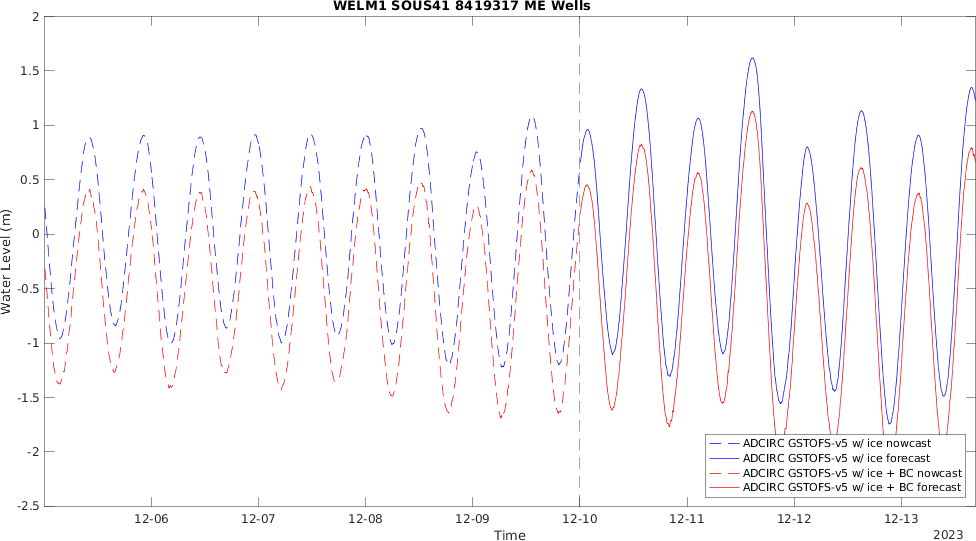 WELM1 SOUS41 8419317 ME Wells
2
1.5
1
0.5
0
-0.5
-1
-1.5
-2
-2.5
Water Level (m)
12-06 12-07 12-08 12-09 12-10 12-11 12-12 12-13
Time
2023
ADCIRC GSTOFS-v5 w/ ice nowcast
ADCIRC GSTOFS-v5 w/ ice forecast
ADCIRC GSTOFS-v5 w/ ice + BC nowcast
ADCIRC GSTOFS-v5 w/ ice + BC forecast